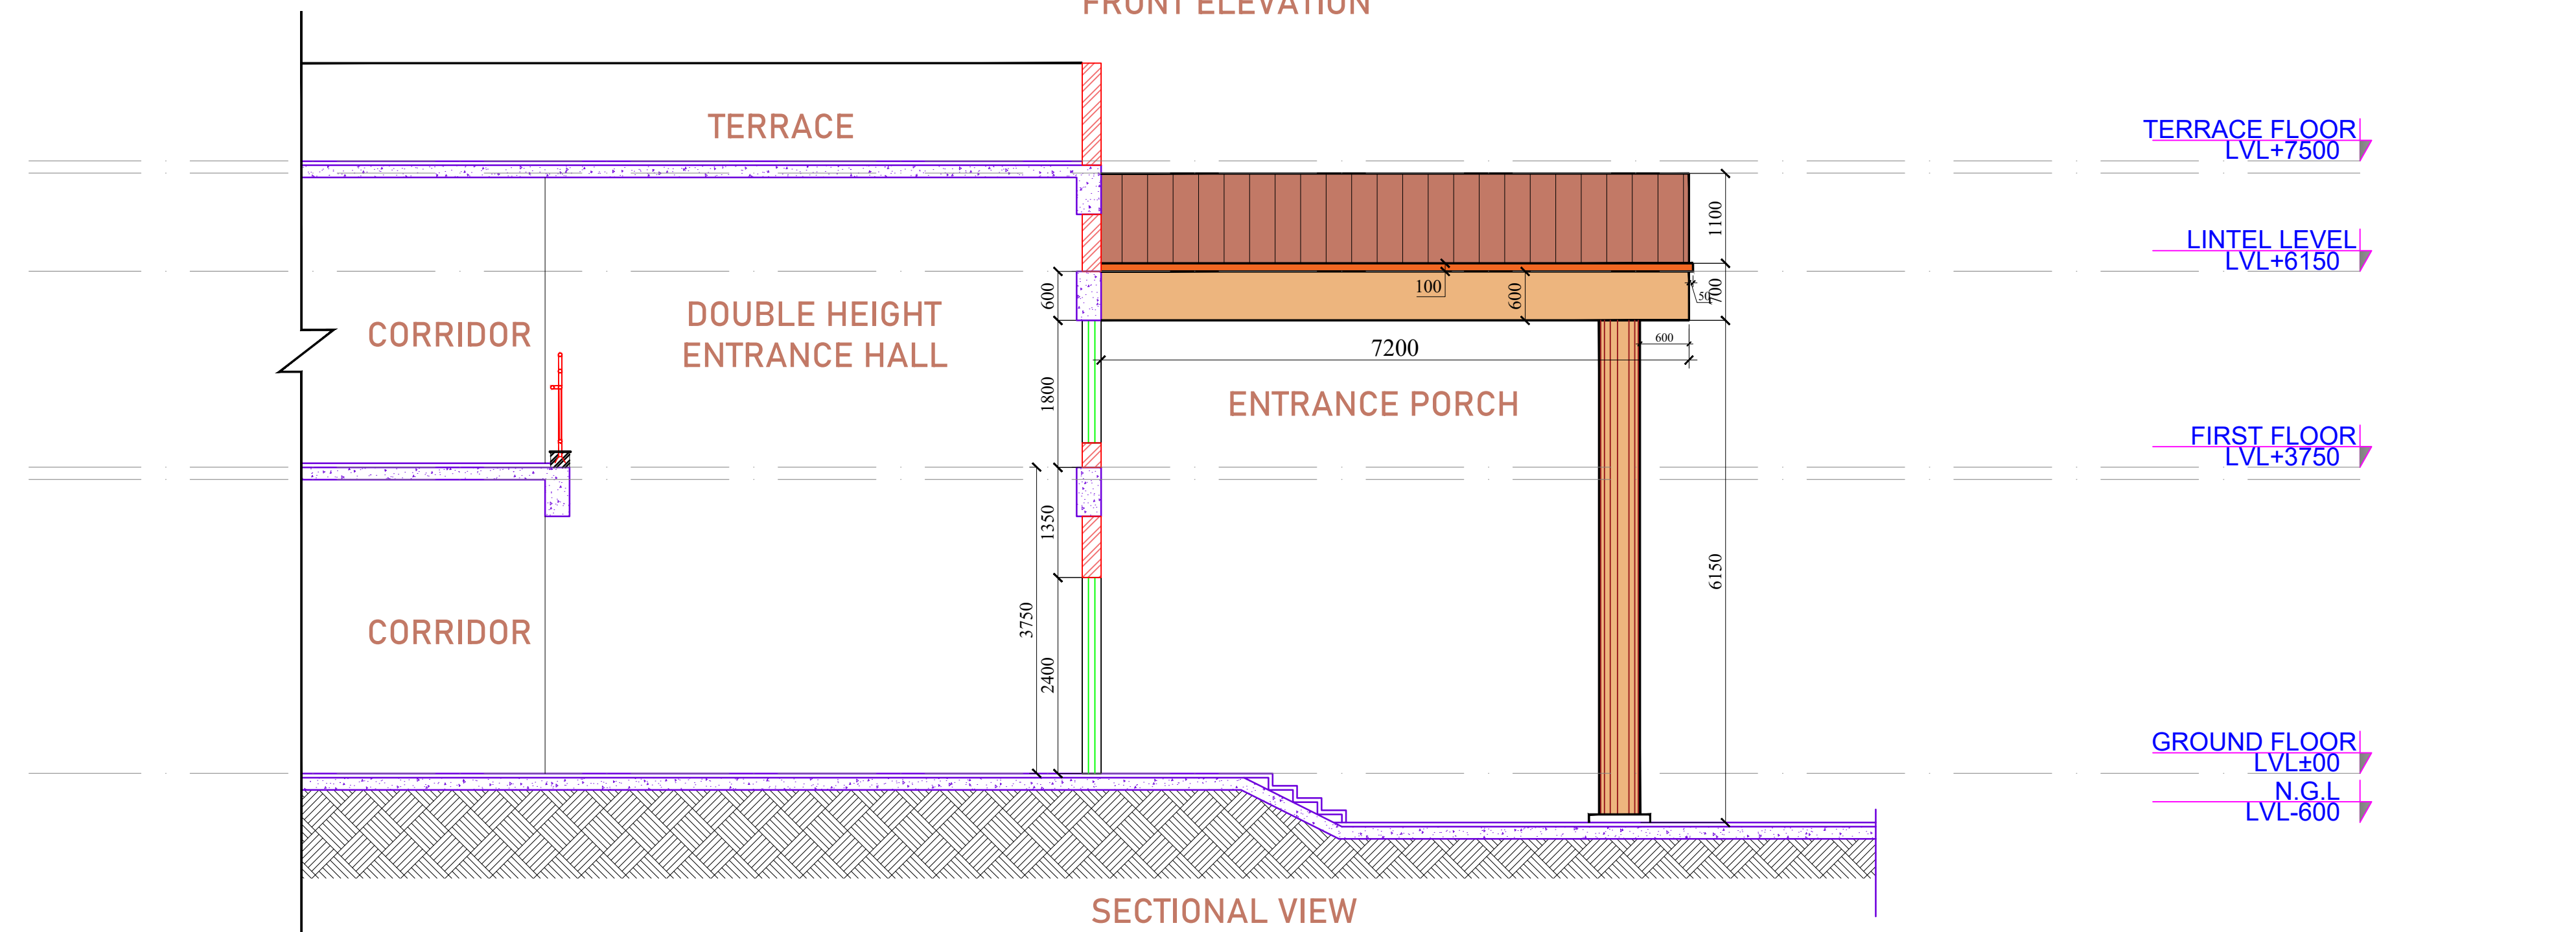 FRONT ELEVATION
TERRACE
TERRACE FLOOR
LVL+7500
1100
LINTEL LEVEL
LVL+6150
100
600
50
700
600
DOUBLE HEIGHT
ENTRANCE HALL
CORRIDOR
7200
600
1800
ENTRANCE PORCH
FIRST FLOOR
LVL+3750
1350
6150
3750
CORRIDOR
2400
GROUND FLOOR
LVL±00
N.G.L
LVL-600
SECTIONAL VIEW